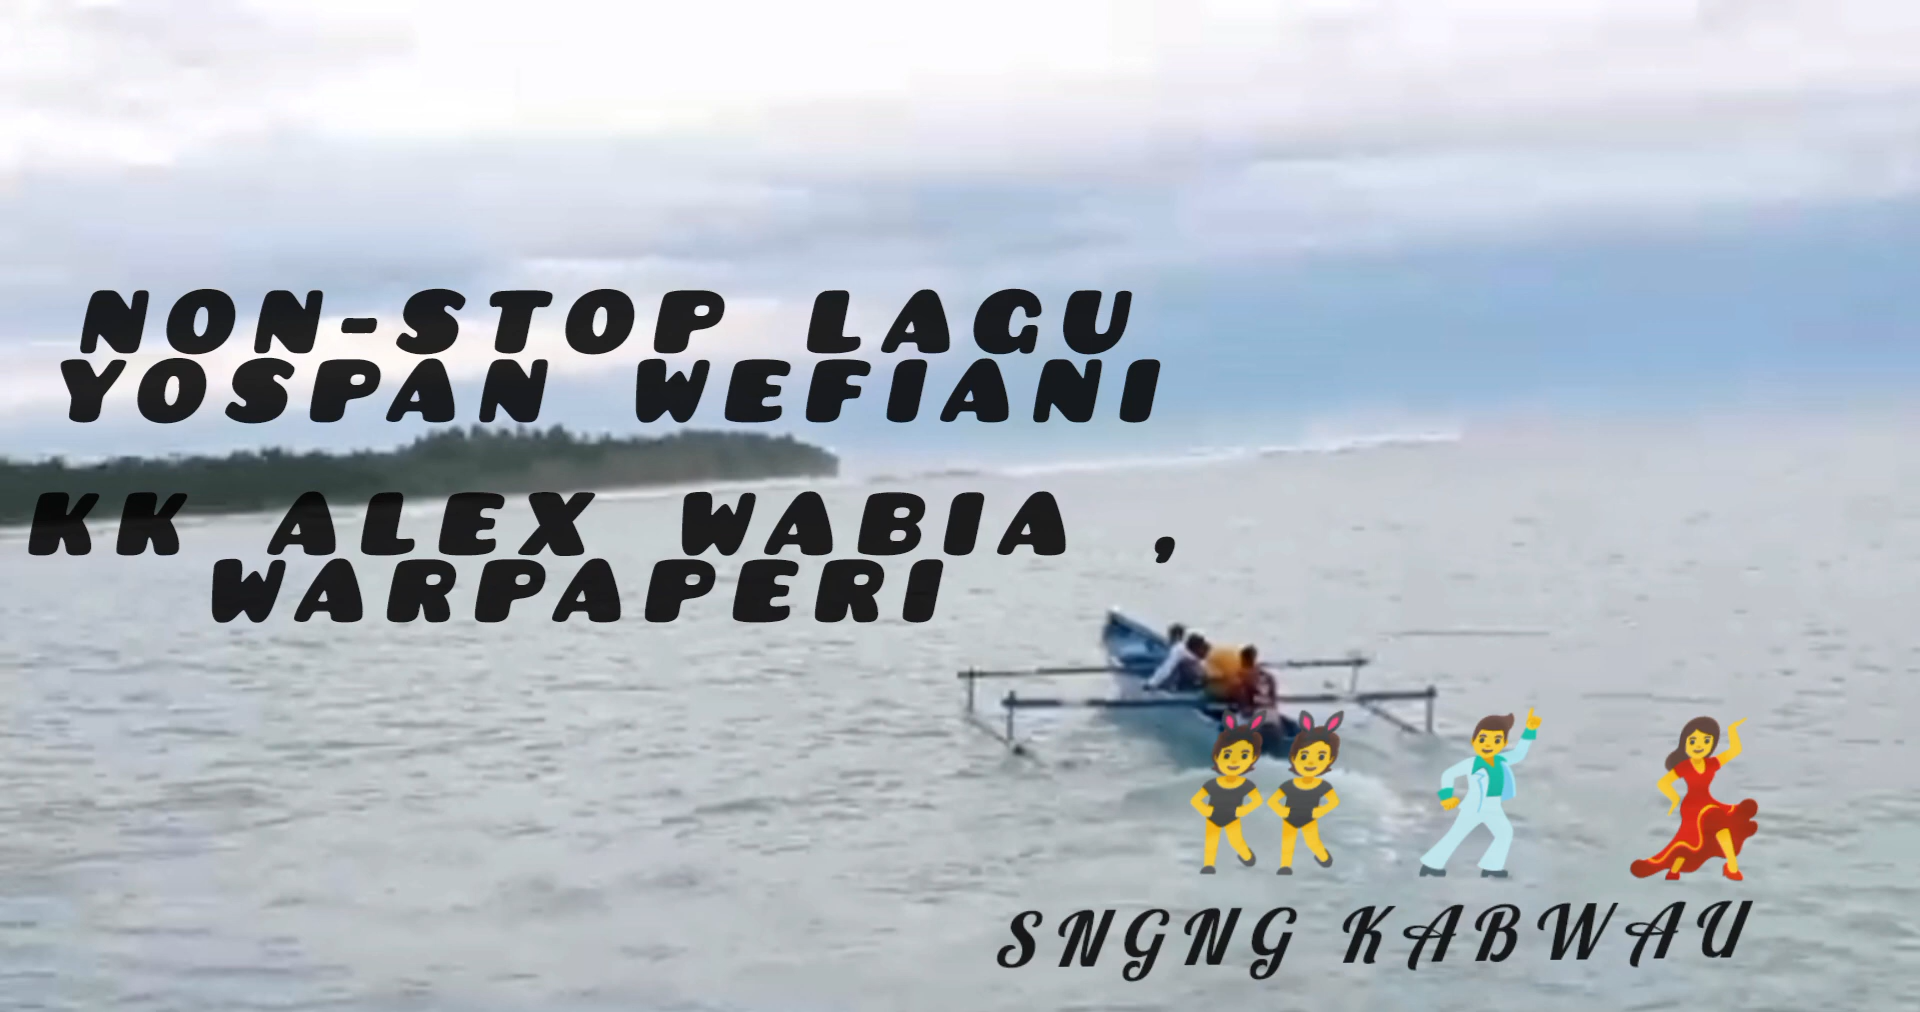 NON-STOP LAGU
YOSPAN WEFIANI
KK ALEX WABIA ,
WARPAPERI
SNGNG KABWAU